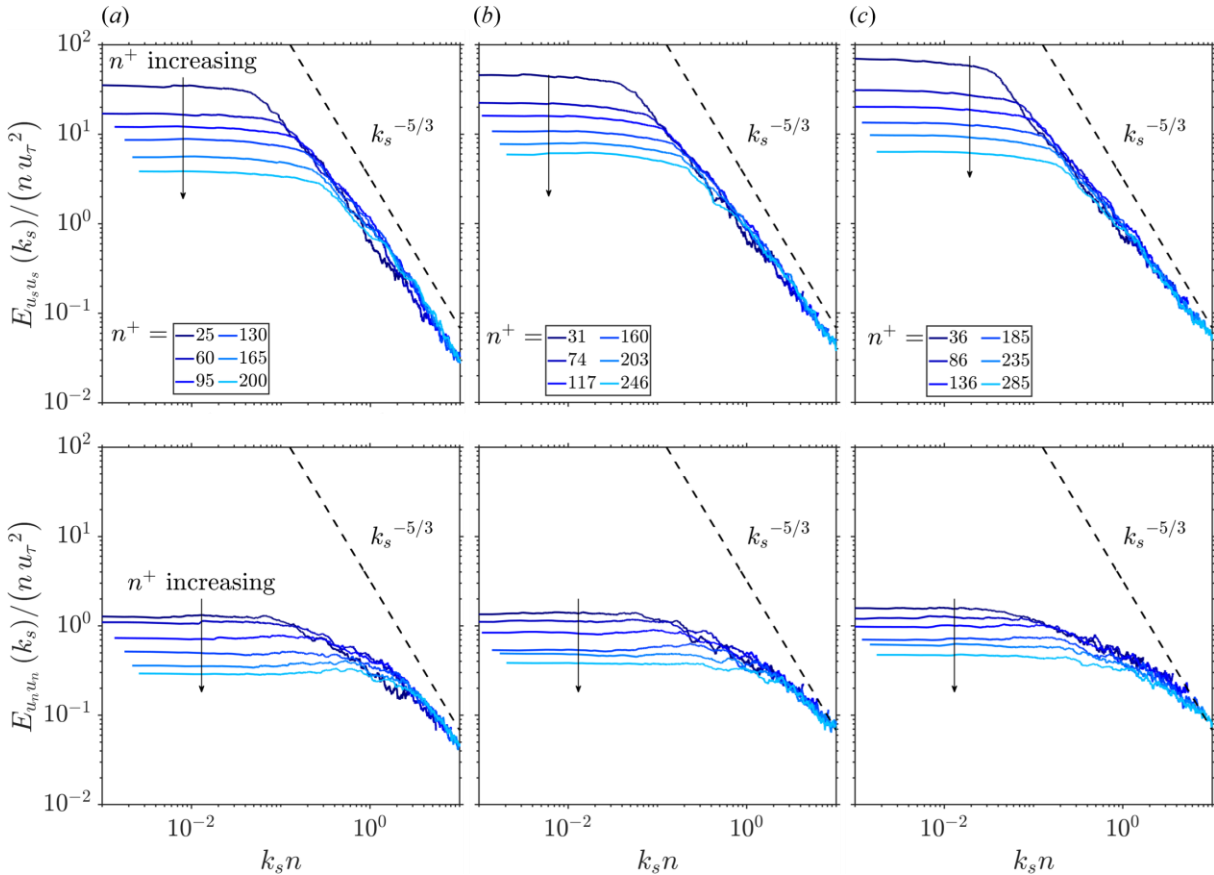 (a) (b) (c)
10^2
10^1
10^0
10^-1
10^-2
E_{u_s u_s}(k_s)/(n u_τ^2)
n^+ increasing
k_s^{-5/3}
n^+ =
25 130
60 165
95 200
k_s^{-5/3}
n^+ =
31 160
74 203
117 246
k_s^{-5/3}
n^+ =
36 185
86 235
136 285
10^2
10^1
10^0
10^-1
10^-2
E_{u_n u_n}(k_s)/(n u_τ^2)
n^+ increasing
k_s^{-5/3}
k_s^{-5/3}
k_s^{-5/3}
10^-2 10^0 10^-2 10^0 10^-2 10^0
k_s n k_s n k_s n